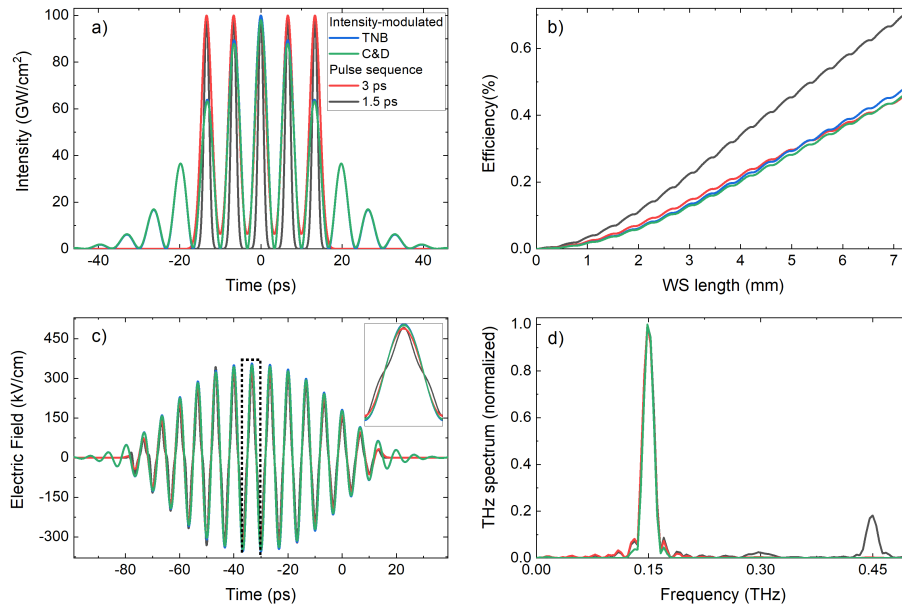 a)
Intensity-modulated
TNB
C&D
Pulse sequence
3 ps
1.5 ps
100
80
60
40
20
0
Intensity (GW/cm²)
-40
-20
0
20
40
Time (ps)
b)
0.6
0.4
0.2
0.0
Efficiency(%)
0
1
2
3
4
5
6
7
WS length (mm)
c)
450
300
150
0
-150
-300
Electric Field (kV/cm)
-80
-60
-40
-20
0
20
40
Time (ps)
d)
1.0
0.8
0.6
0.4
0.2
0.0
THz spectrum (normalized)
0.00
0.15
0.30
0.45
Frequency (THz)